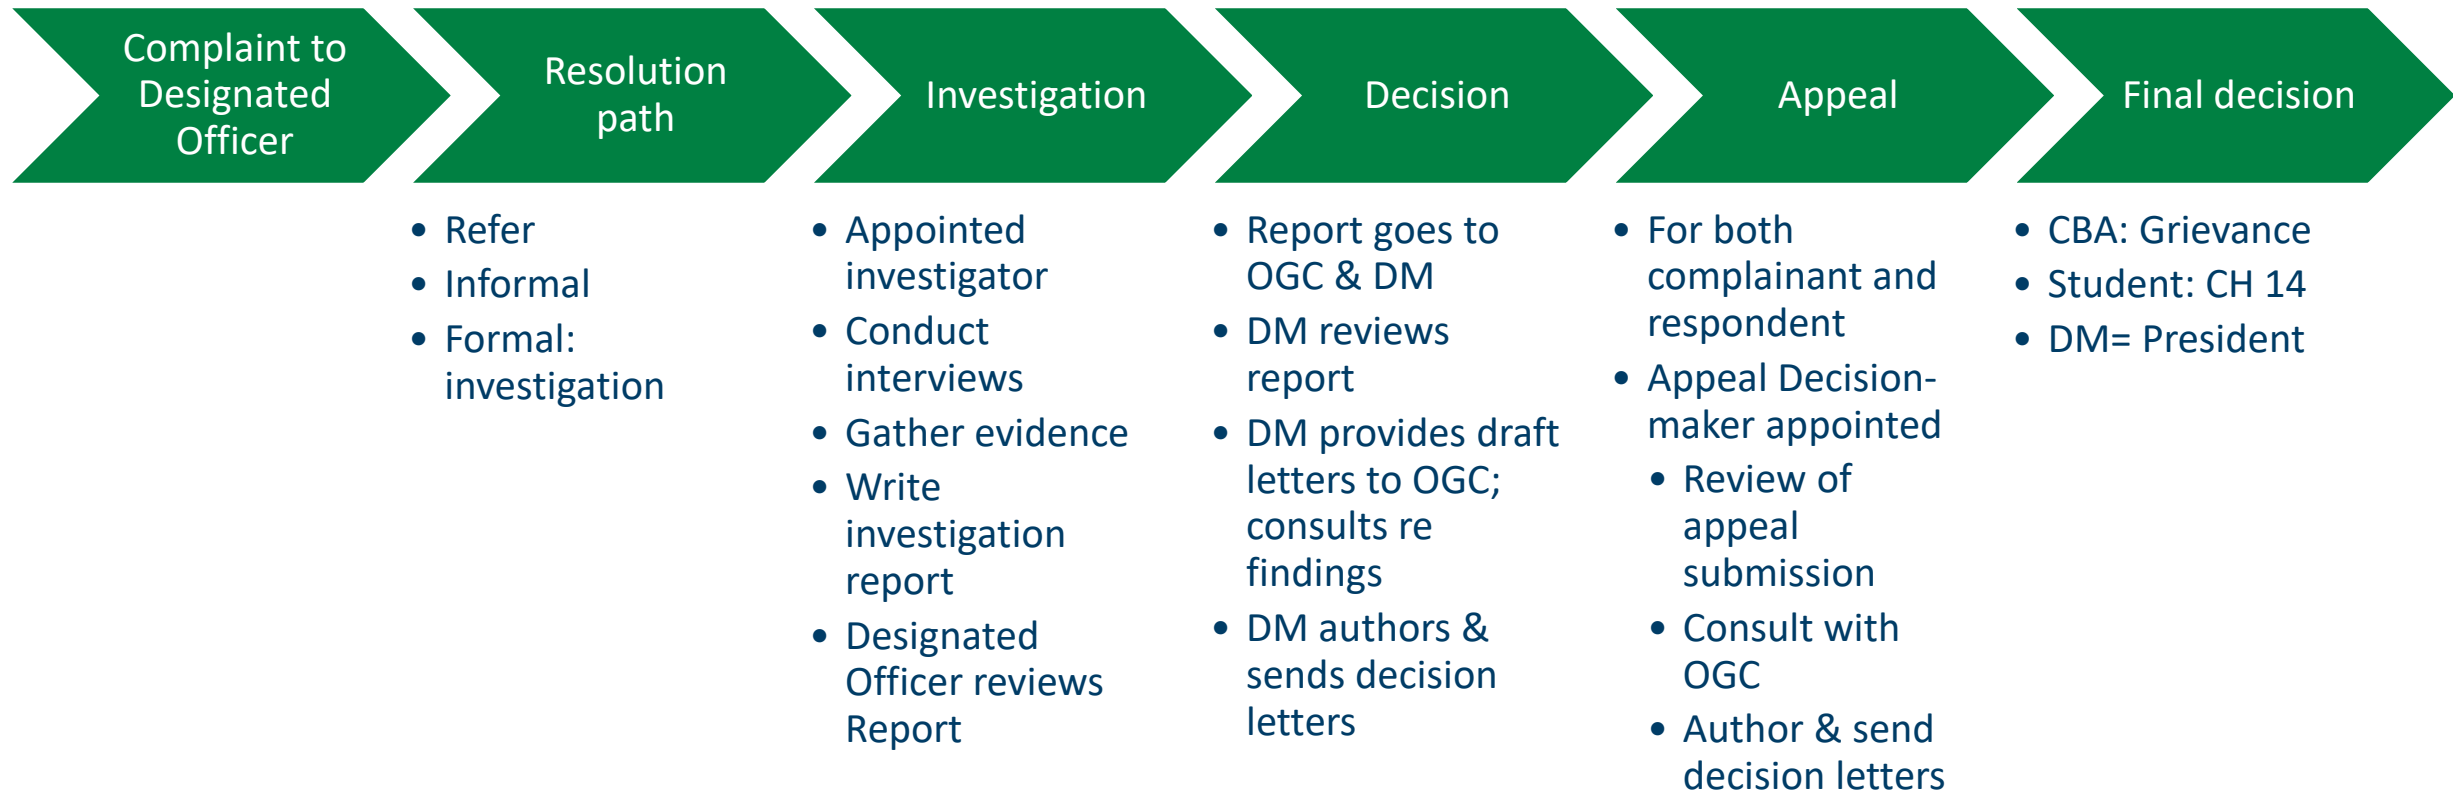 Complaint to
Designated
Officer
Resolution
path
Investigation
Decision
Appeal
Final decision
• Refer
• Informal
• Formal:
investigation
• Appointed
investigator
• Conduct
interviews
• Gather evidence
• Write
investigation
report
• Designated
Officer reviews
Report
• Report goes to
OGC & DM
• DM reviews
report
• DM provides draft
letters to OGC;
consults re
findings
• DM authors &
sends decision
letters
• For both
complainant and
respondent
• Appeal Decision-
maker appointed
• Review of
appeal
submission
• Consult with
OGC
• Author & send
decision letters
• CBA: Grievance
• Student: CH 14
• DM= President